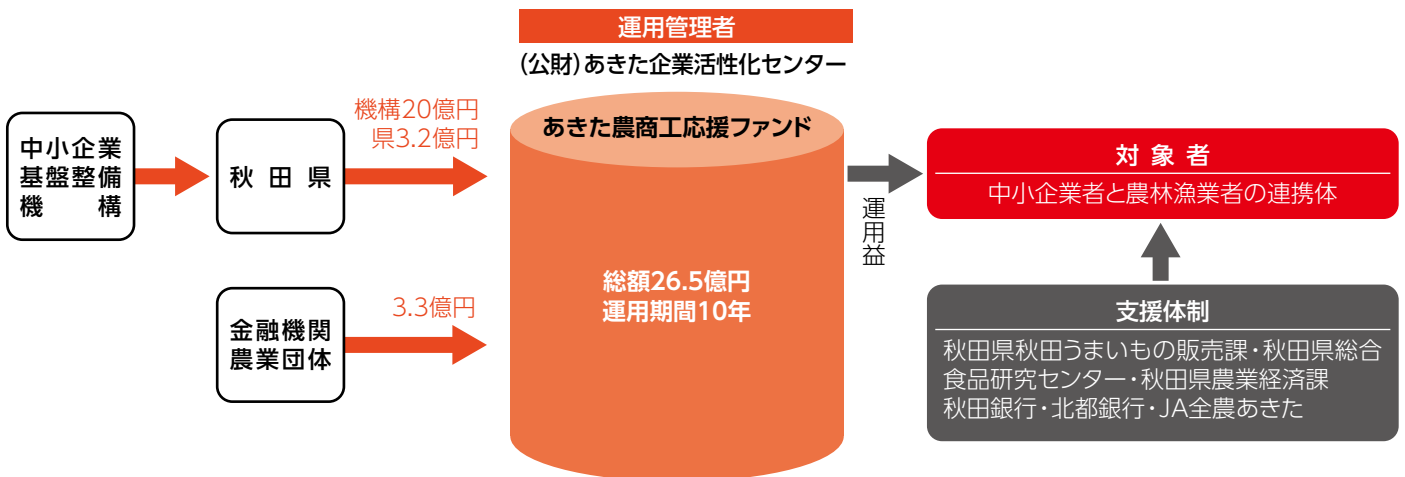 運用管理者
(公財)あきた企業活性化センター
中小企業
基盤整備
機構
秋田県
機構20億円
県3.2億円
金融機関
農業団体
3.3億円
あきた農商工応援ファンド
総額26.5億円
運用期間10年
運用益
対象者
中小企業者と農林漁業者の連携体
支援体制
秋田県秋田うまいもの販売課・秋田県総合
食品研究センター・秋田県農業経済課
秋田銀行・北都銀行・JA全農あきた